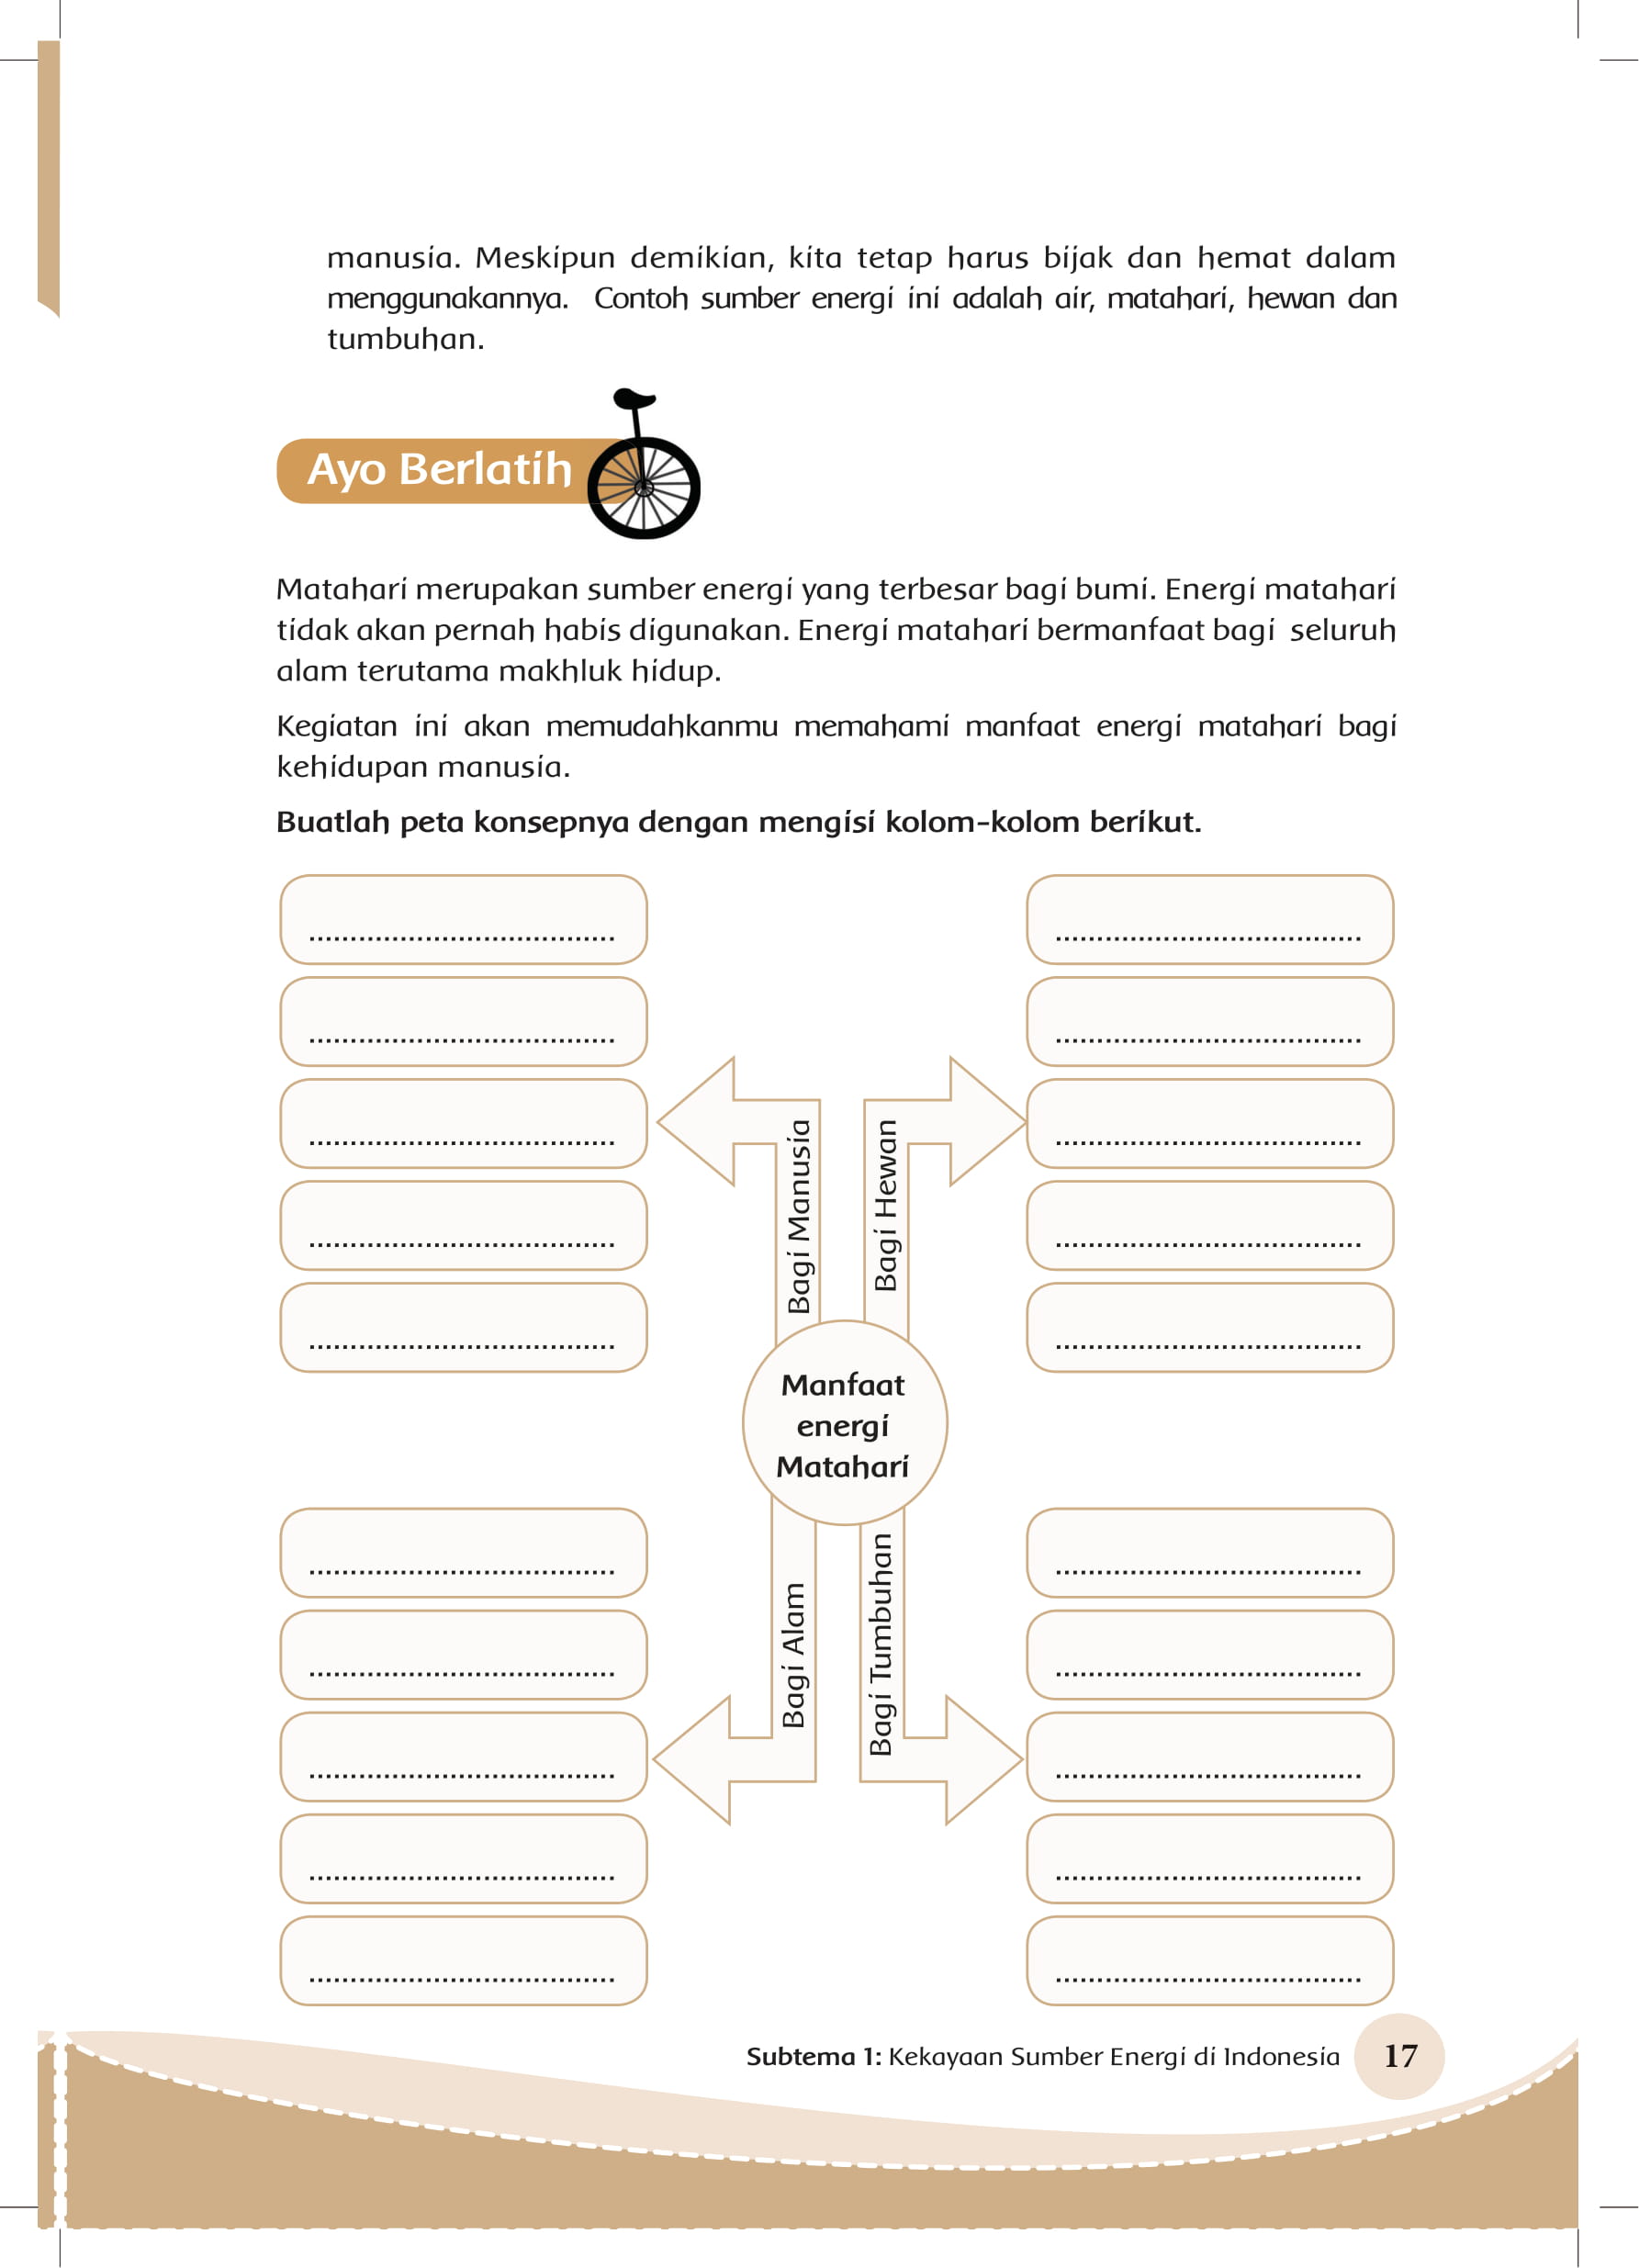 manusia. Meskipun demikian, kita tetap harus bijak dan hemat dalam
menggunakannya. Contoh sumber energi ini adalah air, matahari, hewan dan
tumbuhan.
Ayo Berlatih
Matahari merupakan sumber energi yang terbesar bagi bumi. Energi matahari
tidak akan pernah habis digunakan. Energi matahari bermanfaat bagi seluruh
alam terutama makhluk hidup.
Kegiatan ini akan memudahkanmu memahami manfaat energi matahari bagi
kehidupan manusia.
Buatlah peta konsepnya dengan mengisi kolom-kolom berikut.
Bagi Manusia
Bagi Hewan
Manfaat
energi
Matahari
Bagi Alam
Bagi Tumbuhan
Subtema 1: Kekayaan Sumber Energi di Indonesia
17